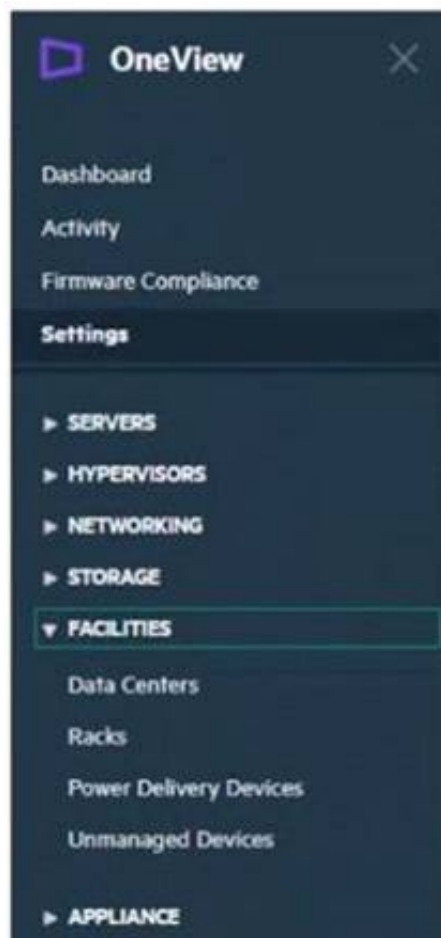 OneView
Dashboard
Activity
Firmware Compliance
Settings
SERVERS
HYPERVISORS
NETWORKING
STORAGE
FACILITIES
Data Centers
Racks
Power Delivery Devices
Unmanaged Devices
APPLIANCE